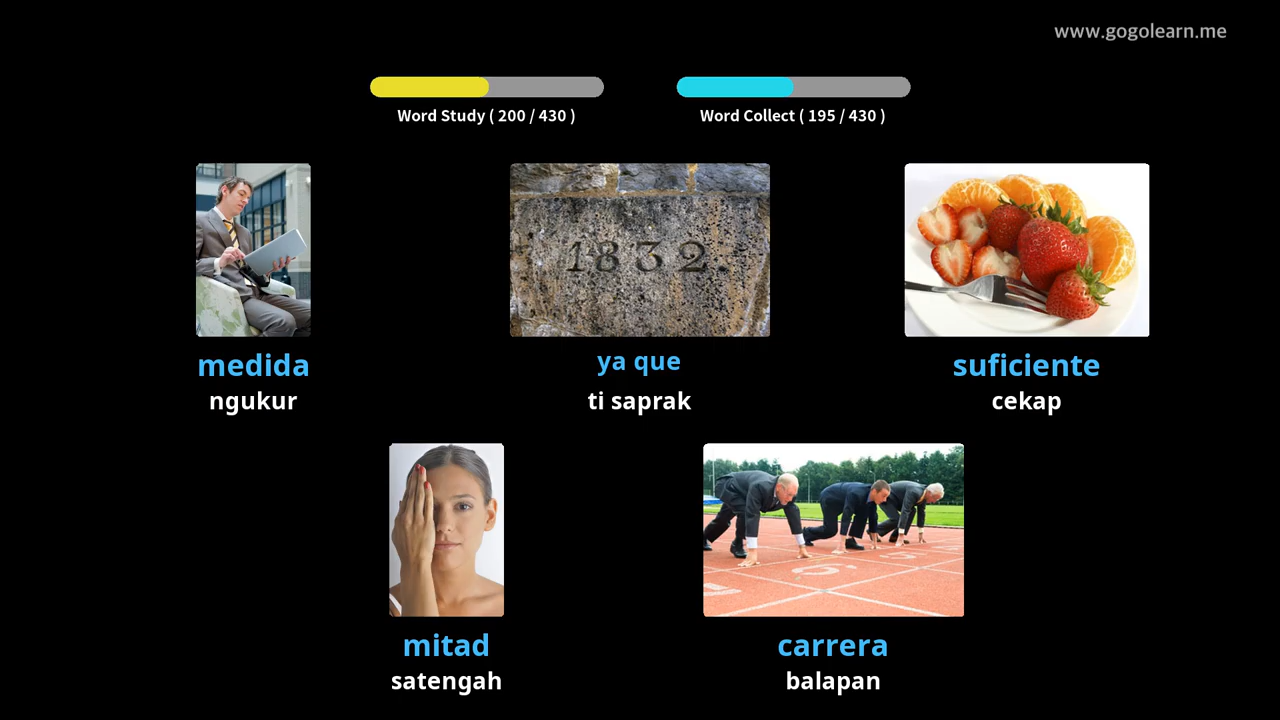 www.gogolearn.me
Word Study ( 200 / 430 )
Word Collect ( 195 / 430 )
1832.
medida
ngukur
ya que
ti saprak
suficiente
cekap
mitad
satengah
carrera
balapan